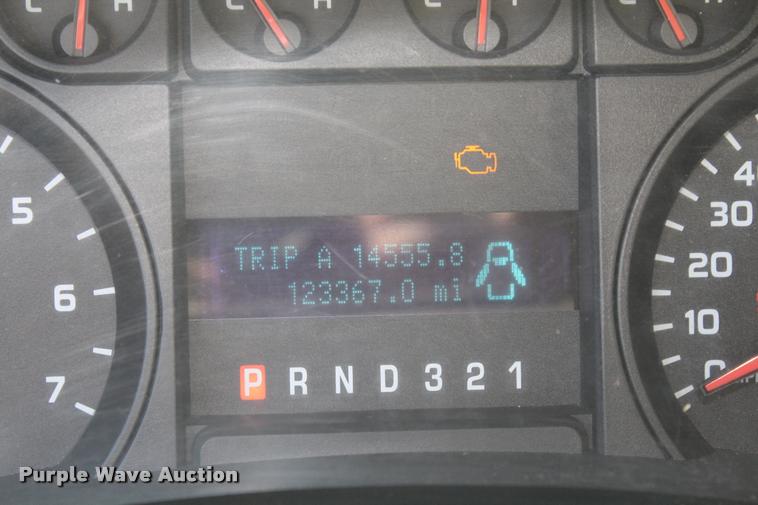 C H C H E F C H
5
6
7
TRIP A 14555.8
123367.0 mi
P R N D 3 2 1
40
30
20
10
0
Purple Wave Auction